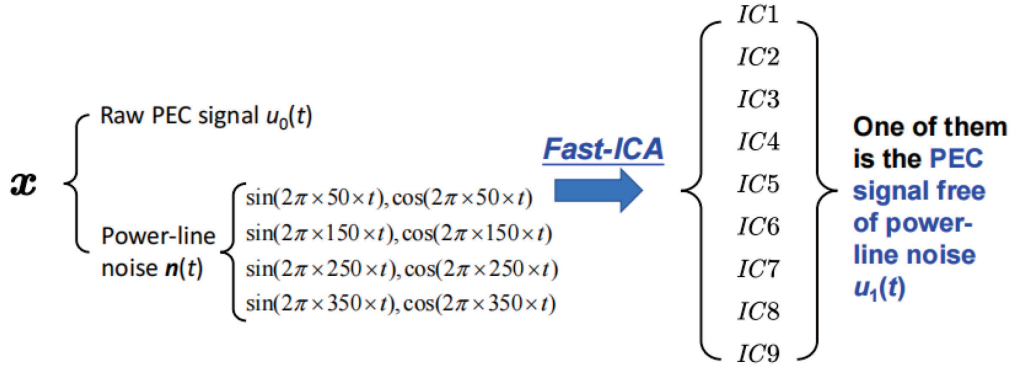 x
Raw PEC signal u₀(t)
Power-line
noise n(t)
sin(2π×50×t),cos(2π×50×t)
sin(2π×150×t),cos(2π×150×t)
sin(2π×250×t),cos(2π×250×t)
sin(2π×350×t),cos(2π×350×t)
Fast-ICA
IC1
IC2
IC3
IC4
IC5
IC6
IC7
IC8
IC9
One of them
is the PEC
signal free
of power-
line noise
u₁(t)